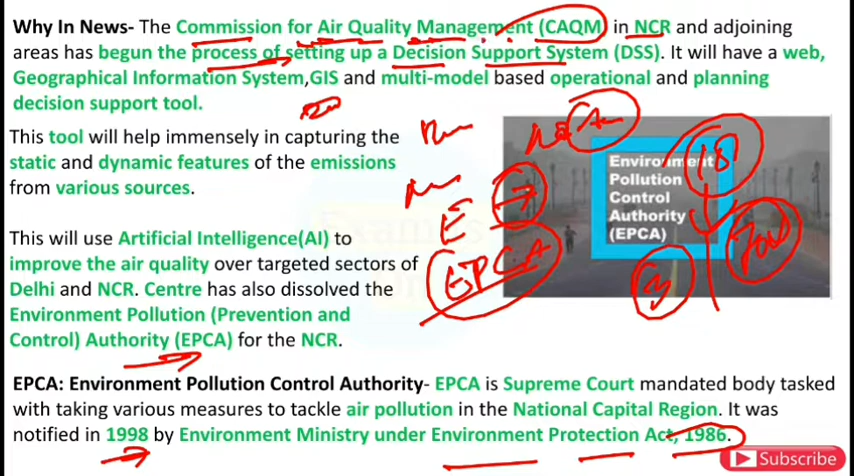 Why In News- The Commission for Air Quality Management (CAQM) in NCR and adjoining
areas has begun the process of setting up a Decision Support System (DSS). It will have a web,
Geographical Information System,GIS and multi-model based operational and planning
decision support tool.
This tool will help immensely in capturing the
static and dynamic features of the emissions
from various sources.
This will use Artificial Intelligence(AI) to
improve the air quality over targeted sectors of
Delhi and NCR. Centre has also dissolved the
Environment Pollution (Prevention and
Control) Authority (EPCA) for the NCR.
E
EPCA
Environment
Pollution
Control
Authority
(EPCA)
18
EPCA: Environment Pollution Control Authority- EPCA is Supreme Court mandated body tasked
with taking various measures to tackle air pollution in the National Capital Region. It was
notified in 1998 by Environment Ministry under Environment Protection Act, 1986.
Subscribe